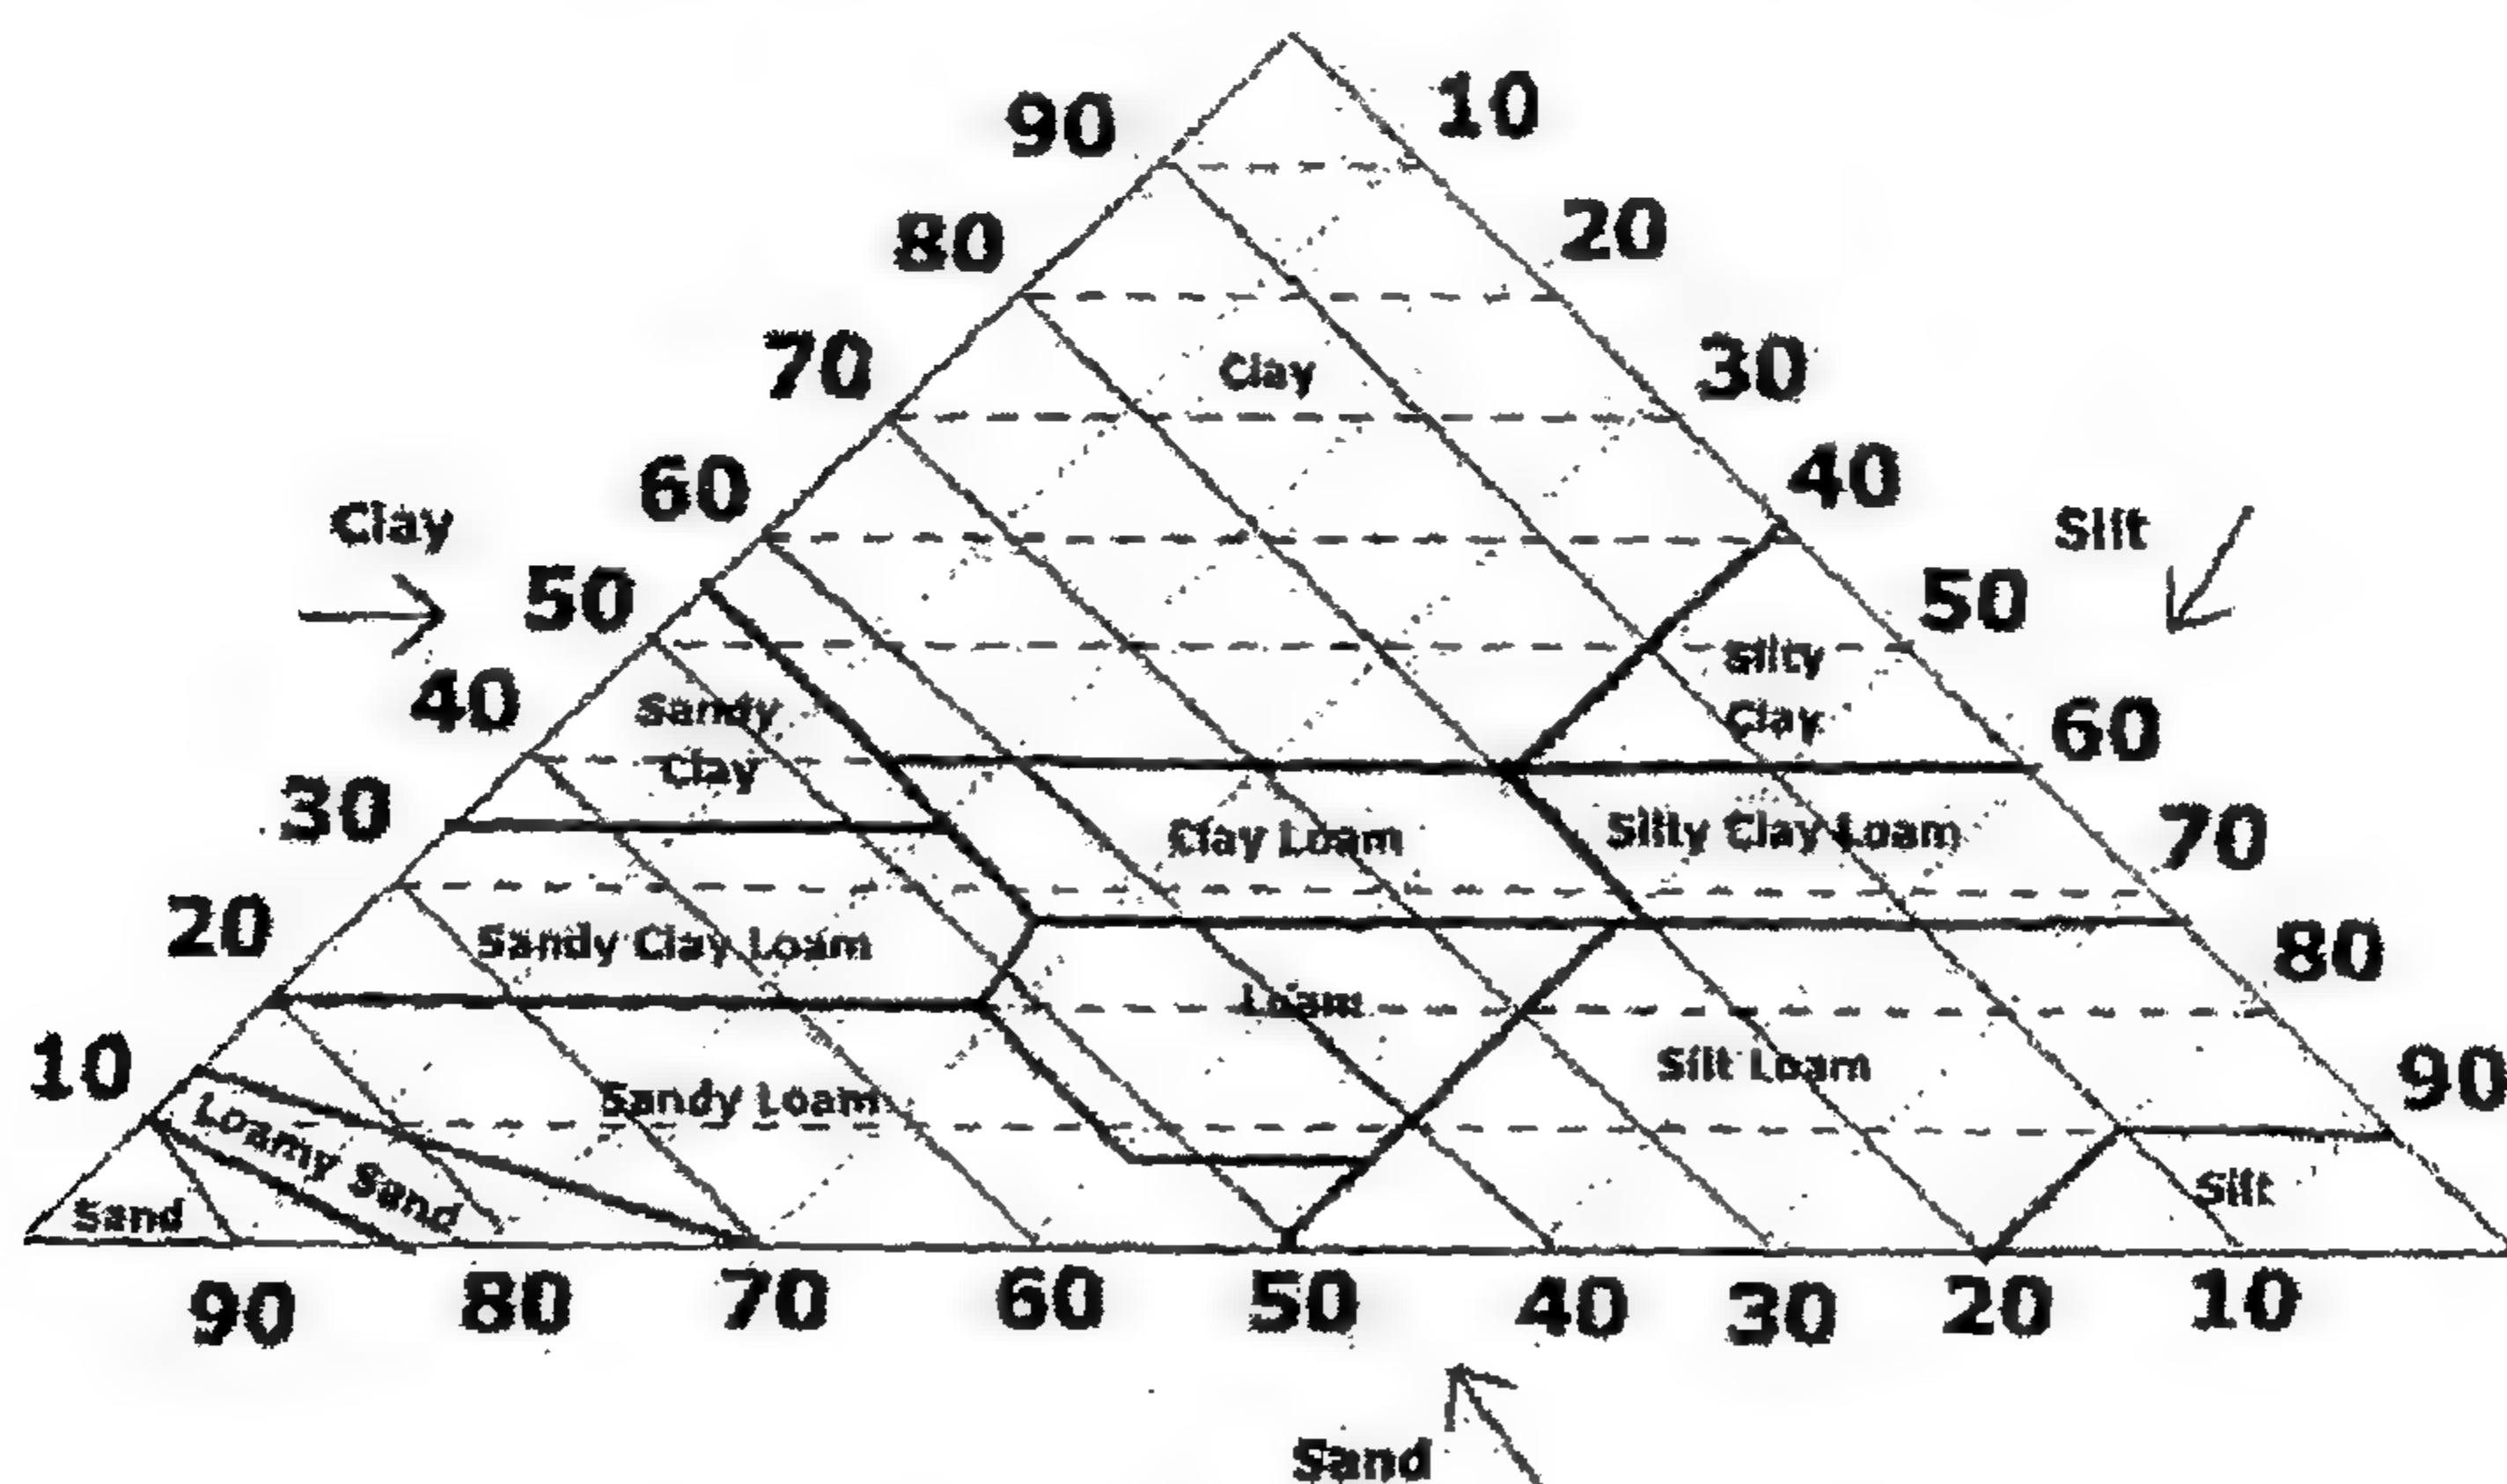 10
90
20
80
30
Clay
70
40
60
Clay
Silt
50
50
Silty
Clay
40
Sandy
Clay
60
30
Clay Loam
Silty Clay Loam
70
20
Sandy Clay Loam
80
Loam
10
Silt Loam
90
Sandy Loam
Loamy Sand
Sand
Silt
90 80 70 60 50 40 30 20 10
Sand